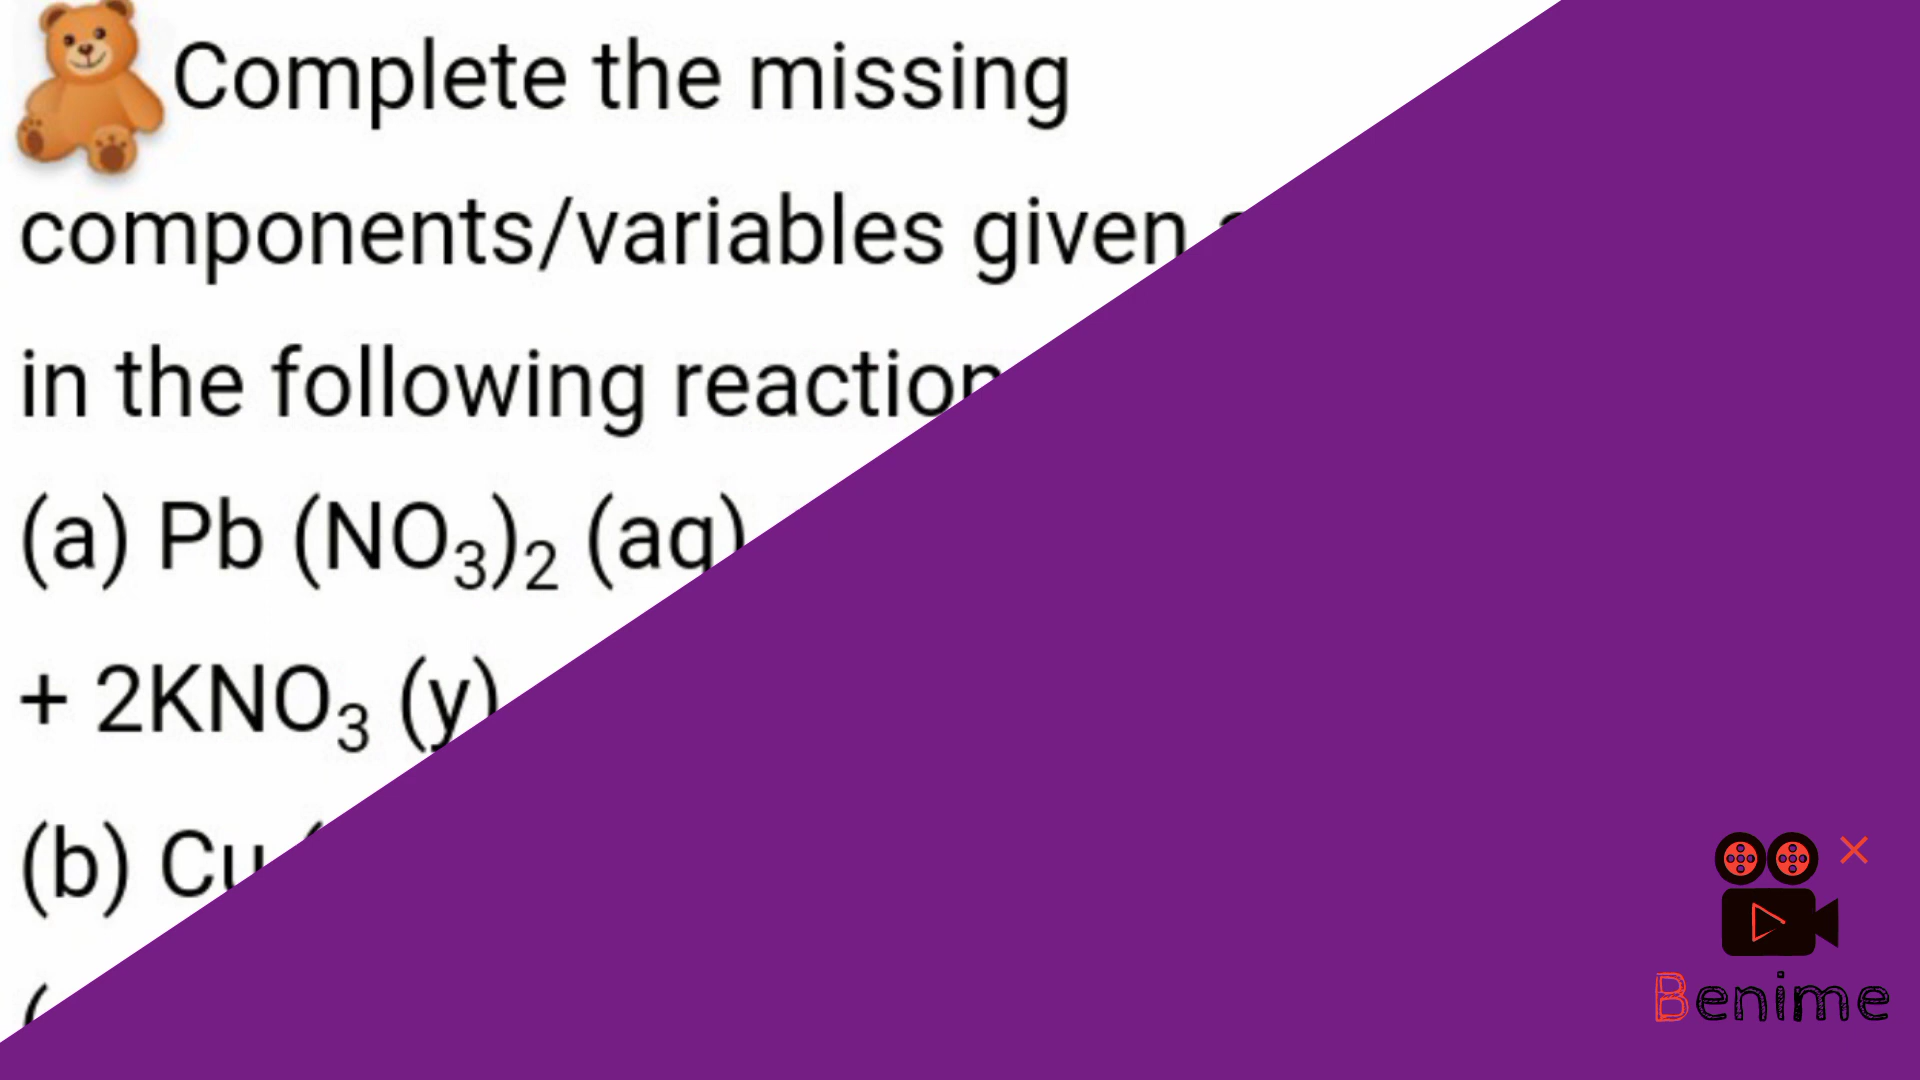 Complete the missing
components/variables given
in the following reaction
(a) Pb (NO₃)₂ (aq)
+ 2KNO₃ (y)
(b) Cu
(
Benime